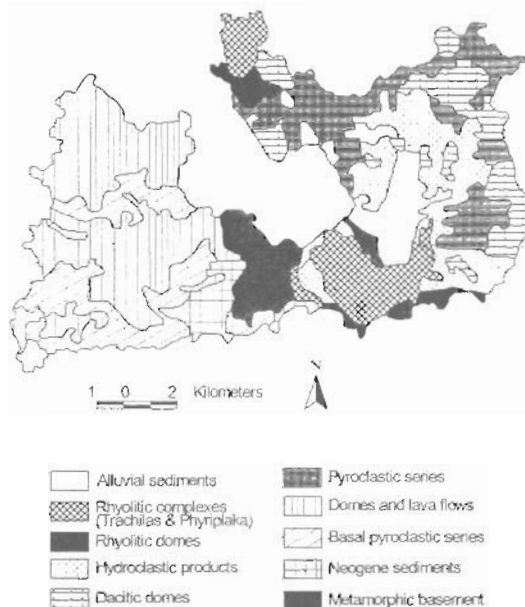 N
1 0 2 Kilometers
Alluvial sediments
Rhyolitic complexes
(Trachilas & Phyriplaka)
Rhyolitic domes
Hydroclastic products
Dacitic domes
Pyroclastic series
Domes and lava flows
Basal pyroclastic series
Neogene sediments
Metamorphic basement